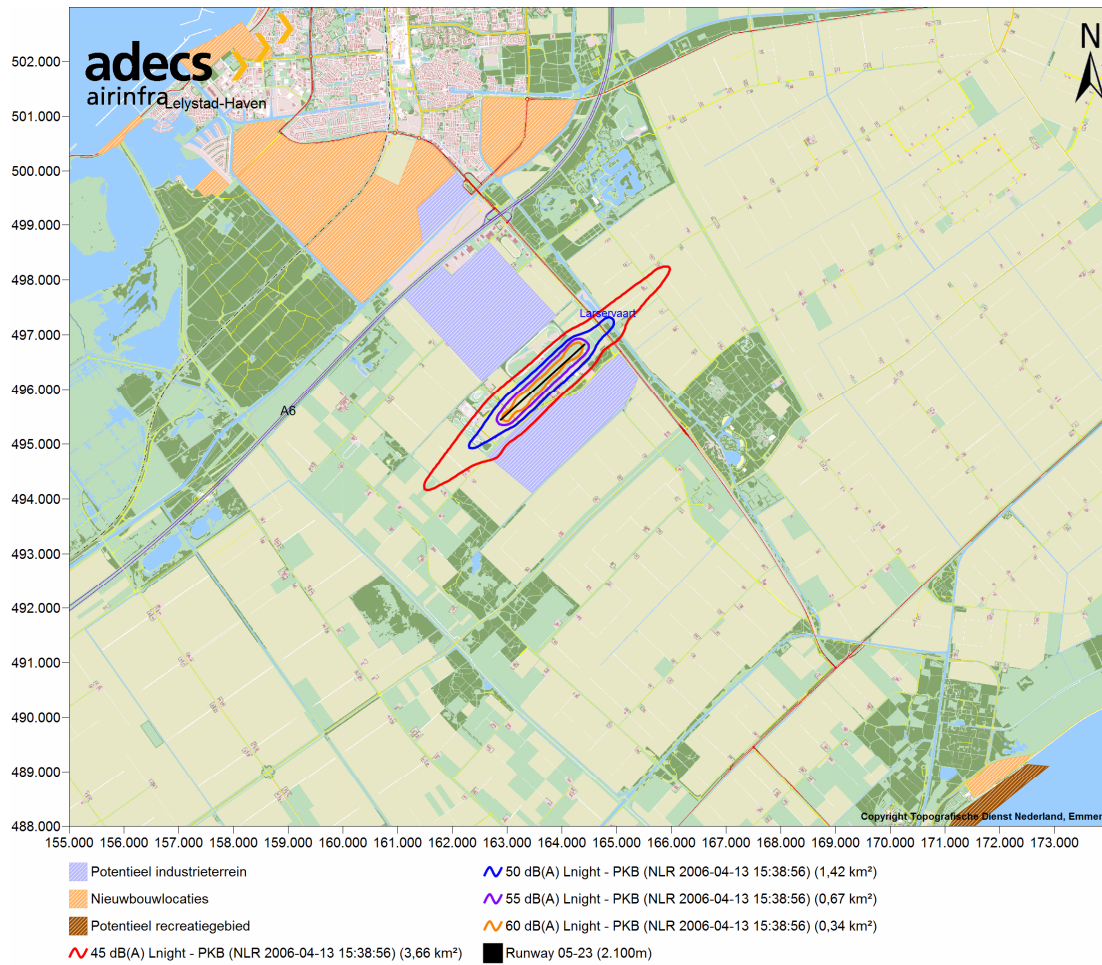 adecs
airinfra
N
Lelystad-Haven
Larservaart
A6
502.000
501.000
500.000
499.000
498.000
497.000
496.000
495.000
494.000
493.000
492.000
491.000
490.000
489.000
488.000
Copyright Topografische Dienst Nederland, Emmen
155.000 156.000 157.000 158.000 159.000 160.000 161.000 162.000 163.000 164.000 165.000 166.000 167.000 168.000 169.000 170.000 171.000 172.000 173.000
Potentieel industrieterrein
Nieuwbouwlocaties
Potentieel recreatiegebied
45 dB(A) Lnight - PKB (NLR 2006-04-13 15:38:56) (3,66 km²)
50 dB(A) Lnight - PKB (NLR 2006-04-13 15:38:56) (1,42 km²)
55 dB(A) Lnight - PKB (NLR 2006-04-13 15:38:56) (0,67 km²)
60 dB(A) Lnight - PKB (NLR 2006-04-13 15:38:56) (0,34 km²)
Runway 05-23 (2.100m)